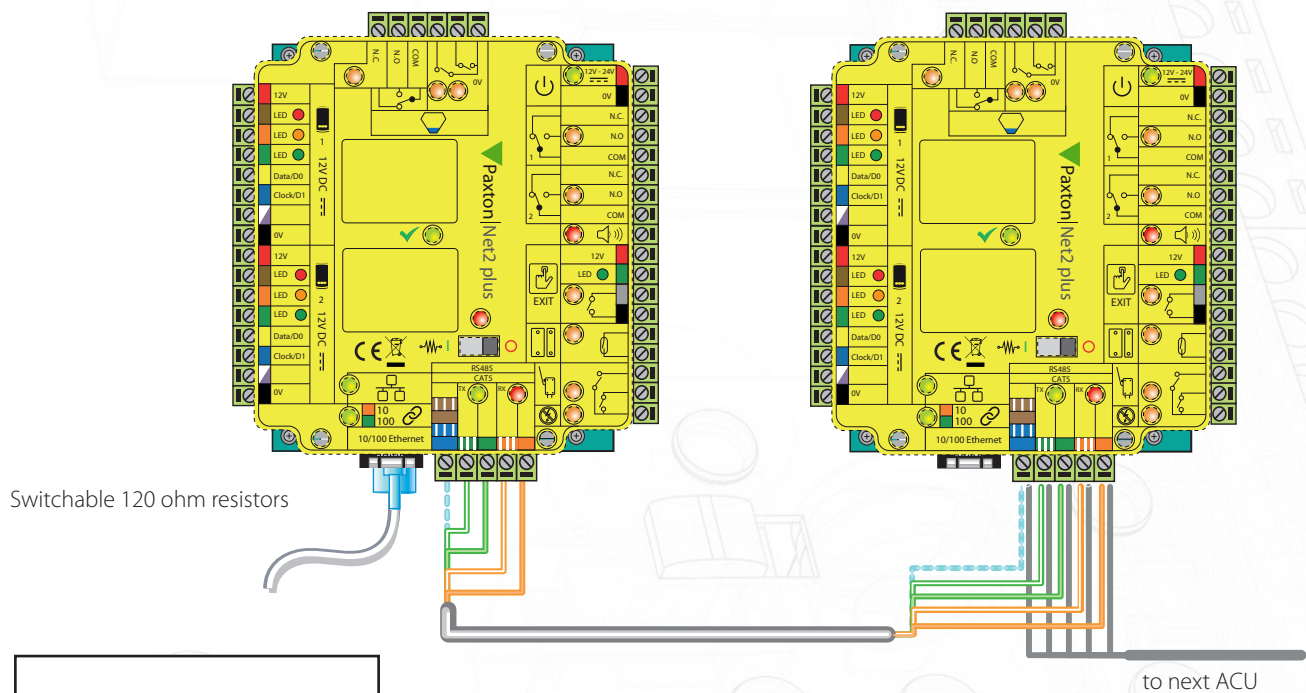 N.C.
N.O
COM
0V
12V
LED
LED
LED
Data/D0
Clock/D1
0V
1
12V DC
12V
LED
LED
LED
Data/D0
Clock/D1
0V
2
12V DC
Paxton Net2 plus
12V - 24V
0V
N.C.
N.O
COM
1
N.C.
N.O
COM
2
12V
LED
EXIT
CE
RS485
CAT5
TX
RX
10
100
10/100 Ethernet
N.C.
N.O
COM
0V
12V
LED
LED
LED
Data/D0
Clock/D1
0V
1
12V DC
12V
LED
LED
LED
Data/D0
Clock/D1
0V
2
12V DC
Paxton Net2 plus
12V - 24V
0V
N.C.
N.O
COM
1
N.C.
N.O
COM
2
12V
LED
EXIT
CE
RS485
CAT5
TX
RX
10
100
10/100 Ethernet
Switchable 120 ohm resistors
to next ACU